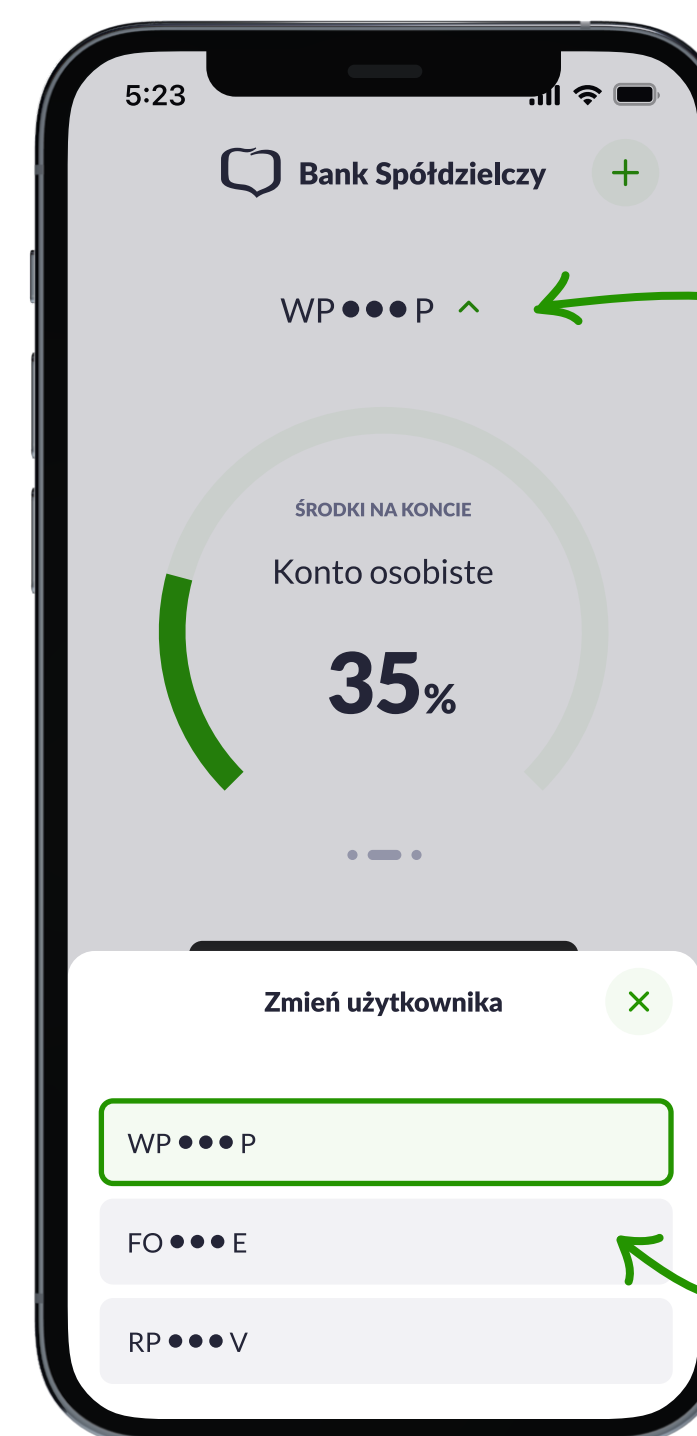 5:23
Bank Spółdzielczy
WP●●●P
ŚRODKI NA KONCIE
Konto osobiste
35%
Zmień użytkownika
WP●●●P
FO●●●E
RP●●●V